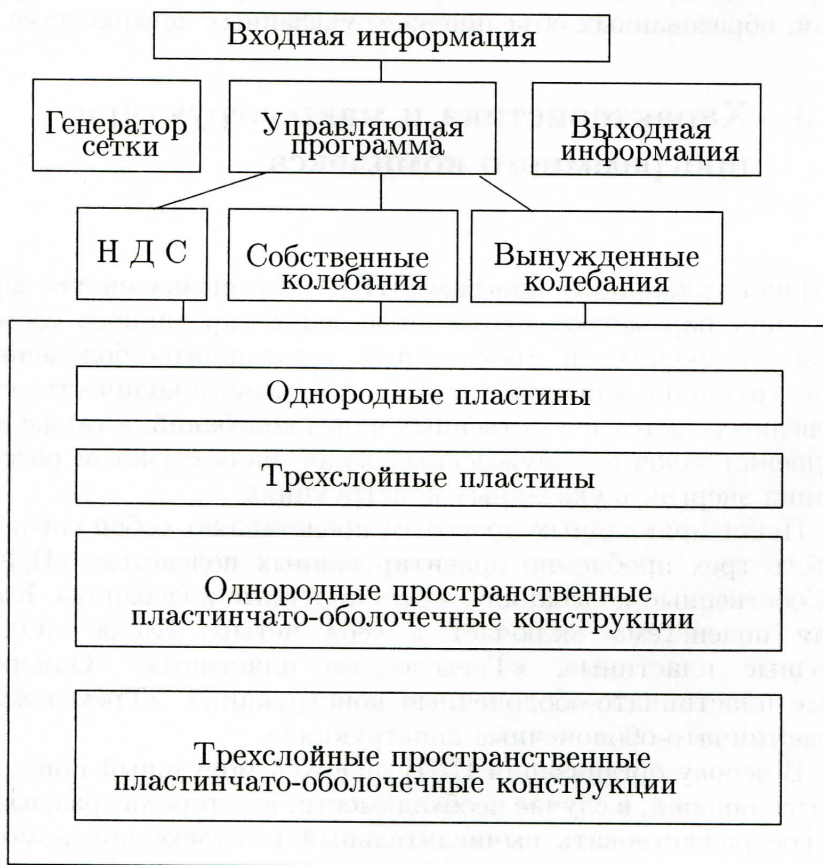 Входная информация
Генератор
сетки
Управляющая
программа
Выходная
информация
Н Д С
Собственные
колебания
Вынужденные
колебания
Однородные пластины
Трехслойные пластины
Однородные пространственные
пластинчато-оболочечные конструкции
Трехслойные пространственные
пластинчато-оболочечные конструкции